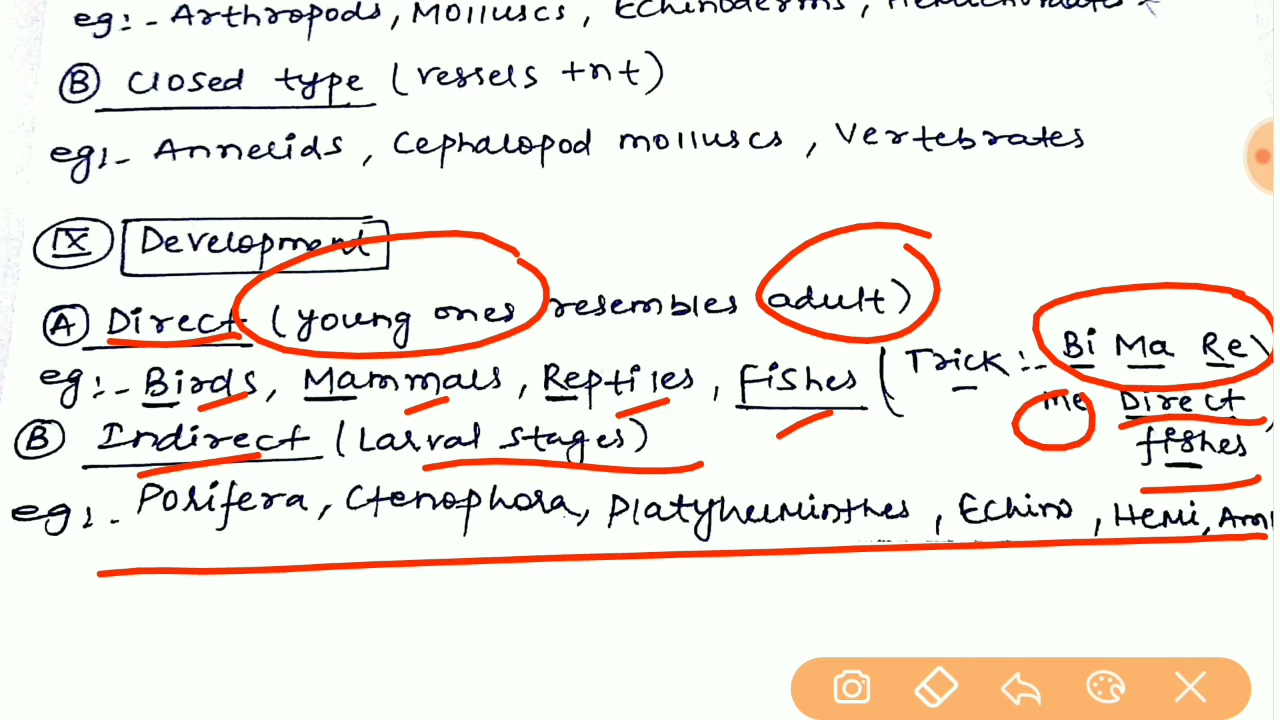 eg:- Arthropods, Molluscs, Echinoderms, Hemichordates
(B) Closed type (vessels + n t)
eg:- Annelids, Cephalopod molluscs, Vertebrates
IX Development
(A) Direct (young ones resembles adult)
eg:- Birds, Mammals, Reptiles, Fishes (Trick :- Bi Ma Re
me Direct
fishes
(B) Indirect (Larval stages)
eg:- Porifera, Ctenophora, Platyhelminthes, Echino, Hemi,